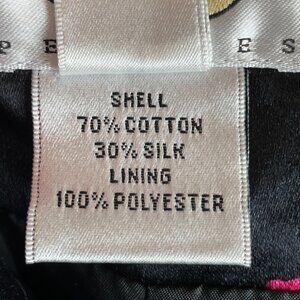 P E E S
SHELL
70% COTTON
30% SILK
LINING
100% POLYESTER